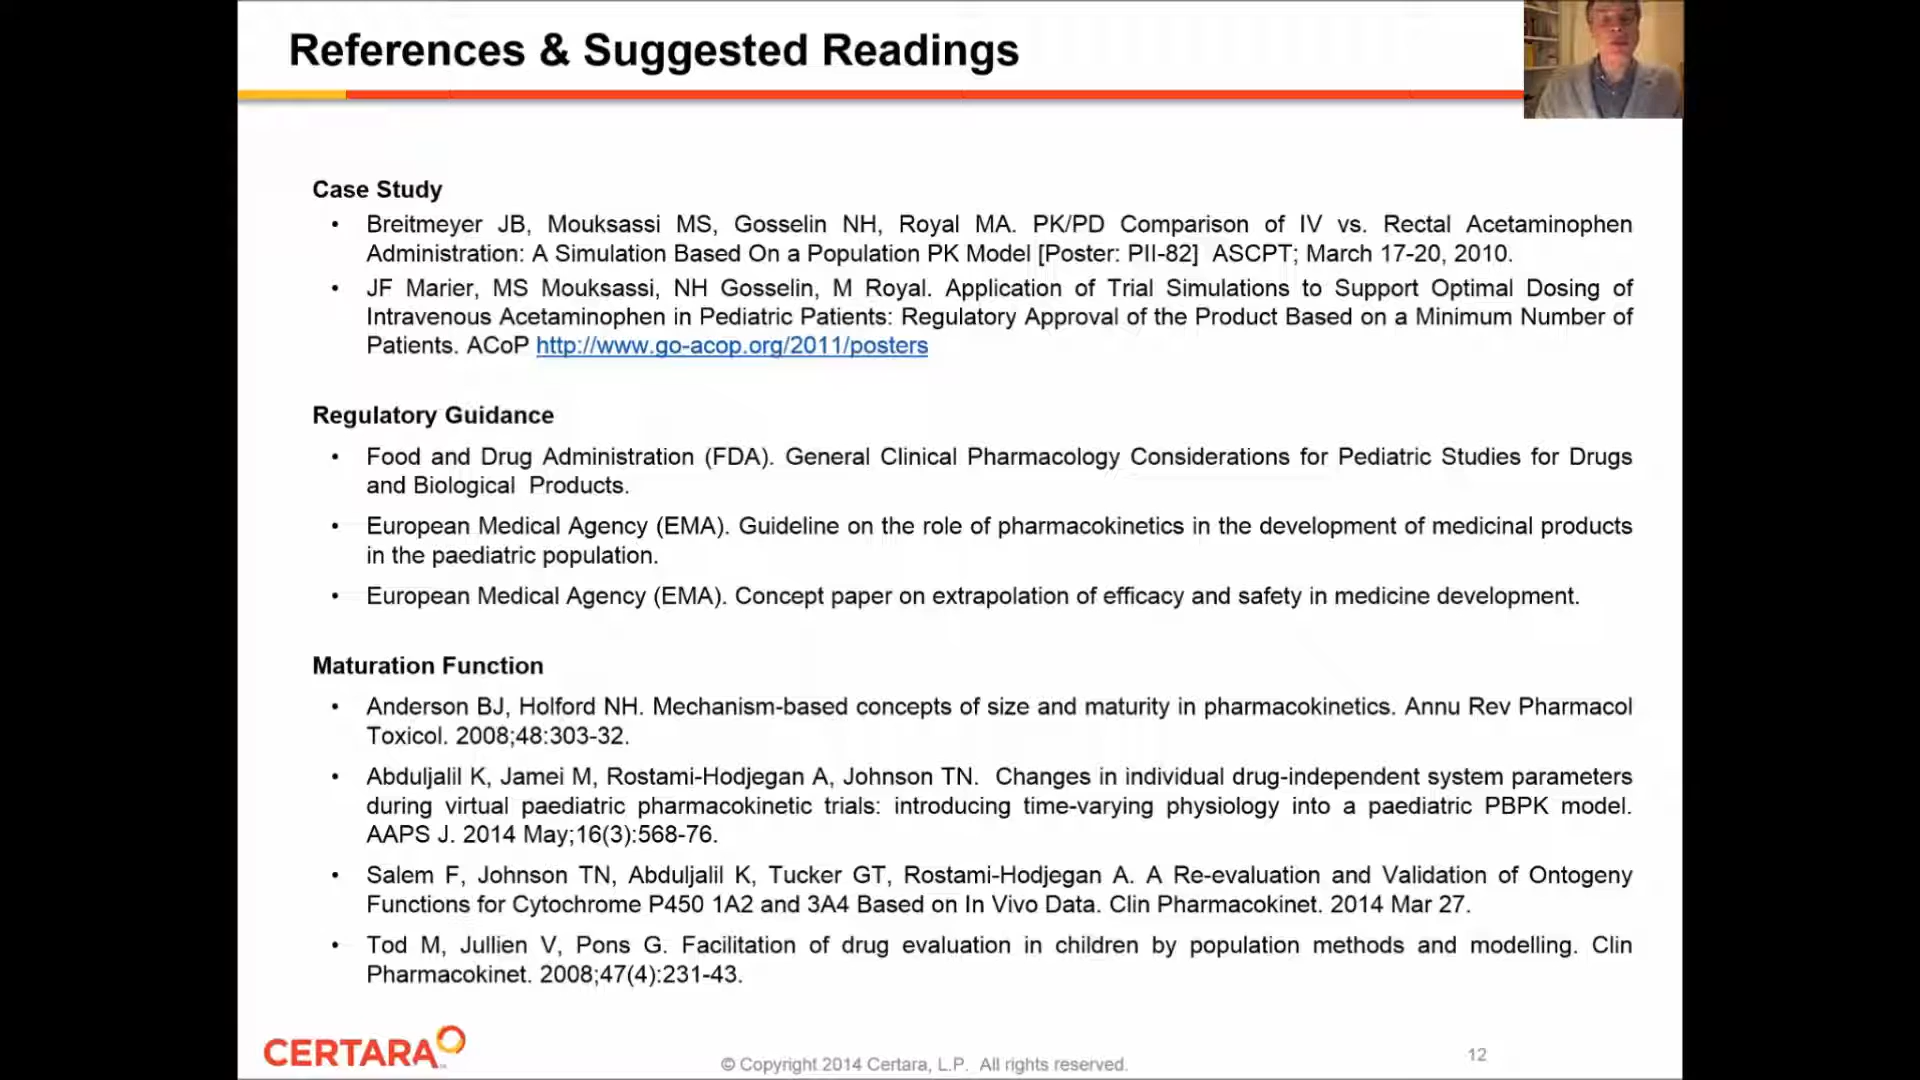 References & Suggested Readings
Case Study
• Breitmeyer JB, Mouksassi MS, Gosselin NH, Royal MA. PK/PD Comparison of IV vs. Rectal Acetaminophen
Administration: A Simulation Based On a Population PK Model [Poster: PII-82] ASCPT; March 17-20, 2010.
• JF Marier, MS Mouksassi, NH Gosselin, M Royal. Application of Trial Simulations to Support Optimal Dosing of
Intravenous Acetaminophen in Pediatric Patients: Regulatory Approval of the Product Based on a Minimum Number of
Patients. ACoP http://www.go-acop.org/2011/posters
Regulatory Guidance
• Food and Drug Administration (FDA). General Clinical Pharmacology Considerations for Pediatric Studies for Drugs
and Biological Products.
• European Medical Agency (EMA). Guideline on the role of pharmacokinetics in the development of medicinal products
in the paediatric population.
• European Medical Agency (EMA). Concept paper on extrapolation of efficacy and safety in medicine development.
Maturation Function
• Anderson BJ, Holford NH. Mechanism-based concepts of size and maturity in pharmacokinetics. Annu Rev Pharmacol
Toxicol. 2008;48:303-32.
• Abduljalil K, Jamei M, Rostami-Hodjegan A, Johnson TN. Changes in individual drug-independent system parameters
during virtual paediatric pharmacokinetic trials: introducing time-varying physiology into a paediatric PBPK model.
AAPS J. 2014 May;16(3):568-76.
• Salem F, Johnson TN, Abduljalil K, Tucker GT, Rostami-Hodjegan A. A Re-evaluation and Validation of Ontogeny
Functions for Cytochrome P450 1A2 and 3A4 Based on In Vivo Data. Clin Pharmacokinet. 2014 Mar 27.
• Tod M, Jullien V, Pons G. Facilitation of drug evaluation in children by population methods and modelling. Clin
Pharmacokinet. 2008;47(4):231-43.
CERTARA
© Copyright 2014 Certara, L.P. All rights reserved.
12